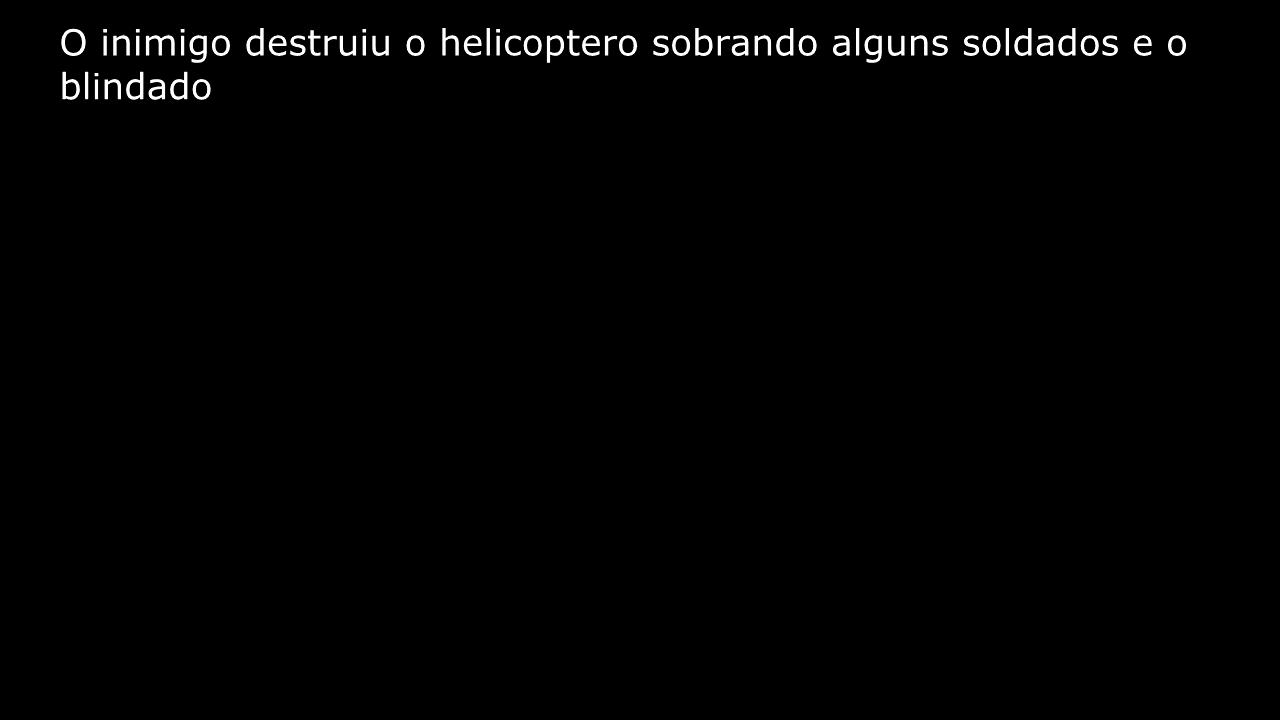 O inimigo destruiu o helicoptero sobrando alguns soldados e o
blindado